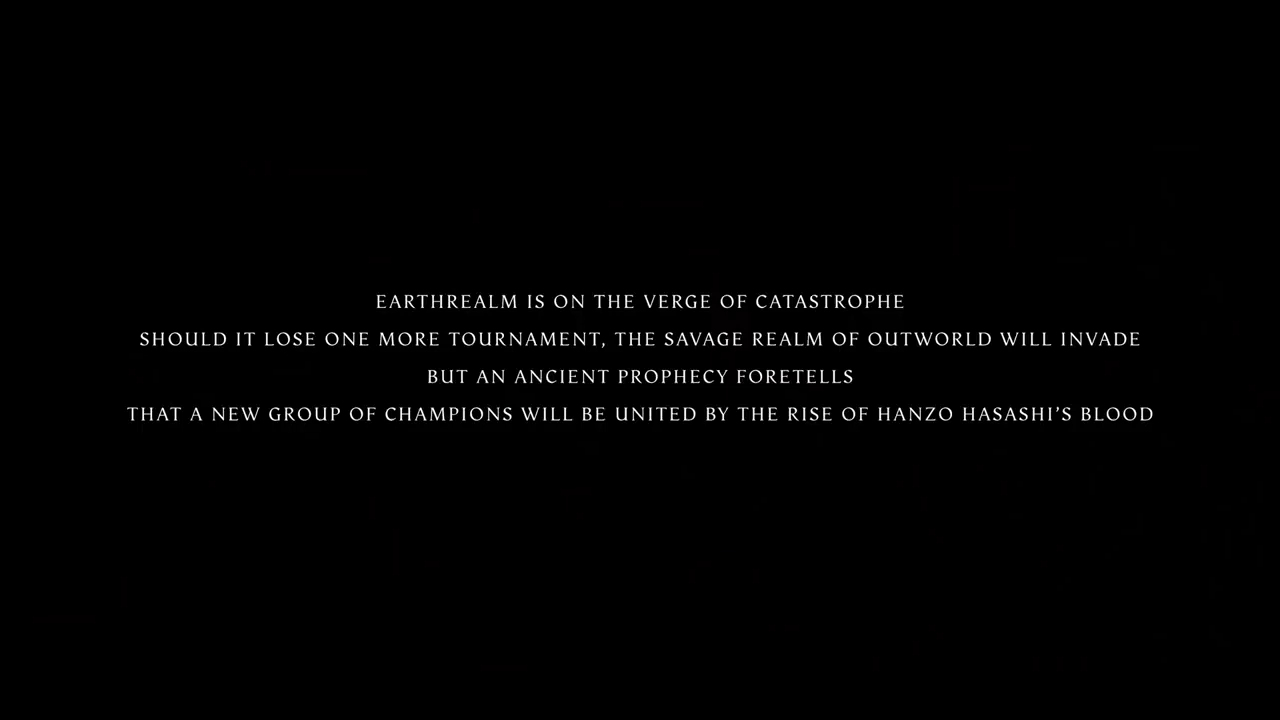 EARTHREALM IS ON THE VERGE OF CATASTROPHE
SHOULD IT LOSE ONE MORE TOURNAMENT, THE SAVAGE REALM OF OUTWORLD WILL INVADE
BUT AN ANCIENT PROPHECY FORETELLS
THAT A NEW GROUP OF CHAMPIONS WILL BE UNITED BY THE RISE OF HANZO HASASHI’S BLOOD